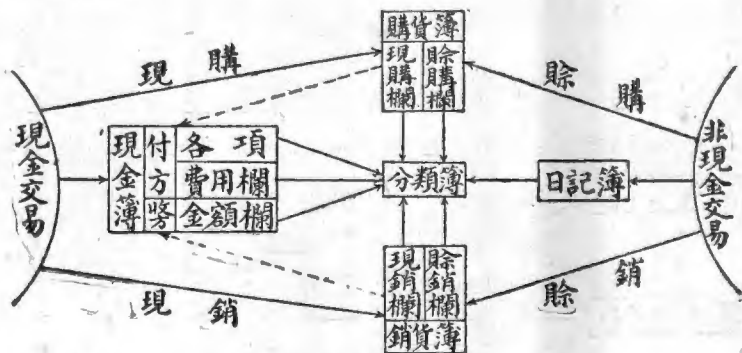 購貨簿
現購欄
賒購欄
現購
賒購
現金交易
現金簿
付方
各項
費用欄
金額欄
分類簿
日記簿
非現金交易
現銷欄
賒銷欄
銷貨簿
現銷
賒銷